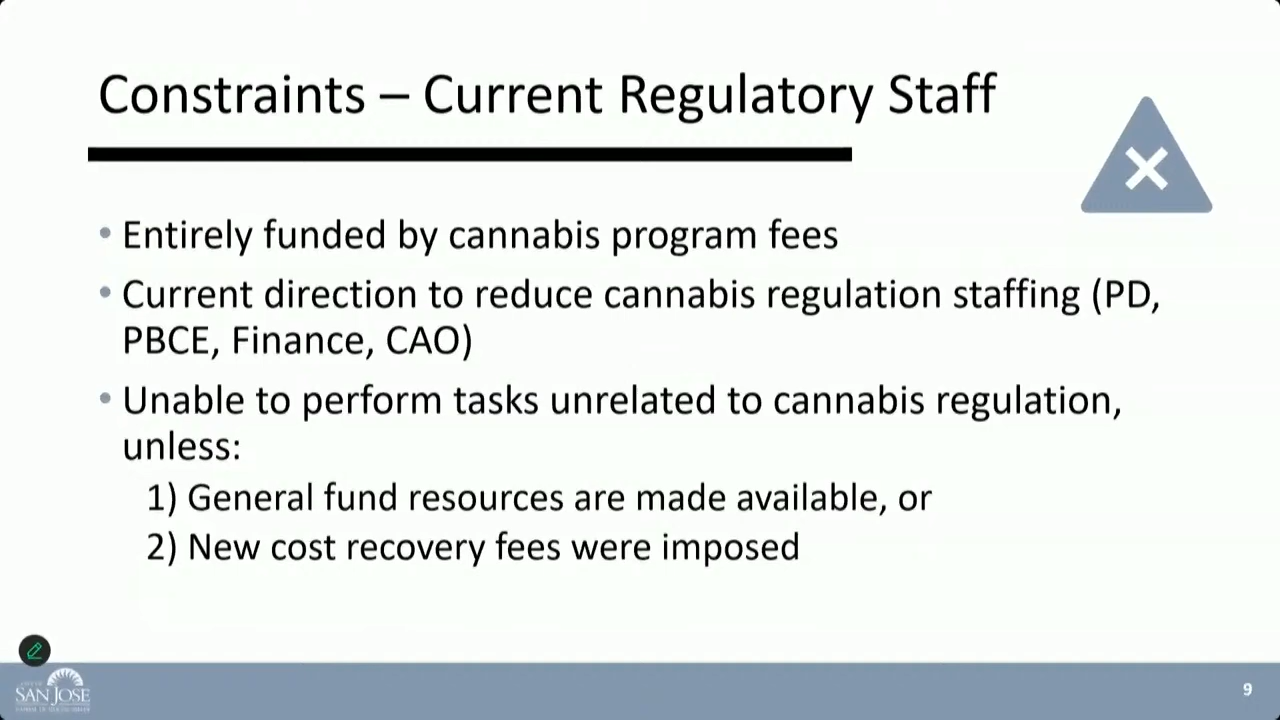 Constraints – Current Regulatory Staff
• Entirely funded by cannabis program fees
• Current direction to reduce cannabis regulation staffing (PD,
PBCE, Finance, CAO)
• Unable to perform tasks unrelated to cannabis regulation,
unless:
1) General fund resources are made available, or
2) New cost recovery fees were imposed
SAN JOSE
9